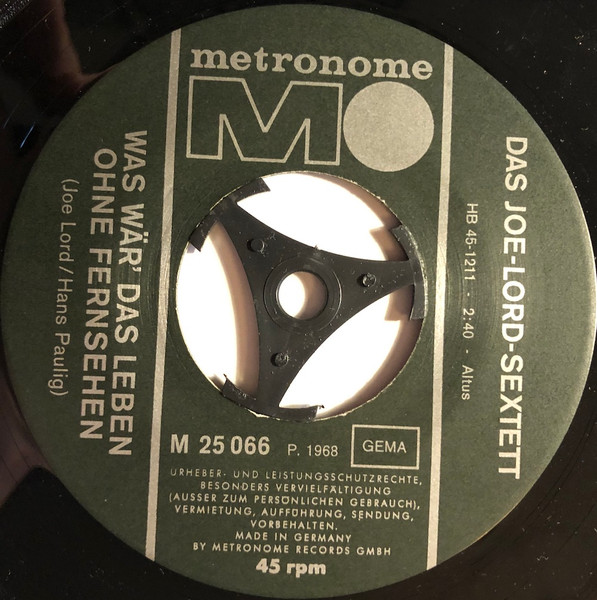 metronome
M
WAS WÄR' DAS LEBEN
OHNE FERNSEHEN
(Joe Lord/Hans Paulig)
DAS JOE-LORD-SEXTETT
HB 45-1211 - 2:40 - Altus
M 25 066 P. 1968 GEMA
URHEBER- UND LEISTUNGSSCHUTZRECHTE,
BESONDERS VERVIELFÄLTIGUNG
(AUSSER ZUM PERSÖNLICHEN GEBRAUCH),
VERMIETUNG, AUFFÜHRUNG, SENDUNG,
VORBEHALTEN.
MADE IN GERMANY
BY METRONOME RECORDS GMBH
45 rpm